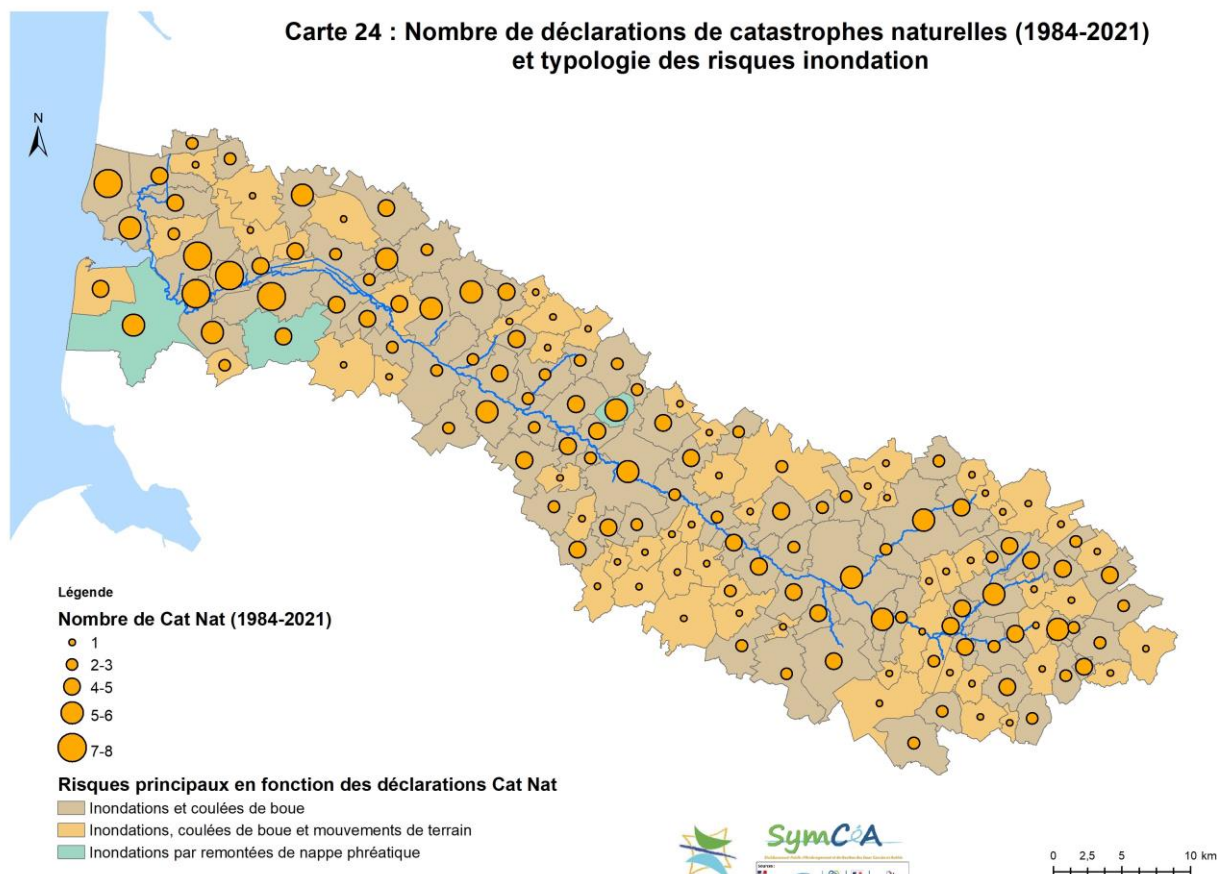 Carte 24 : Nombre de déclarations de catastrophes naturelles (1984-2021)
et typologie des risques inondation
N
Légende
Nombre de Cat Nat (1984-2021)
1
2-3
4-5
5-6
7-8
Risques principaux en fonction des déclarations Cat Nat
Inondations et coulées de boue
Inondations, coulées de boue et mouvements de terrain
Inondations par remontées de nappe phréatique
SymCéA
0 2,5 5 10 km